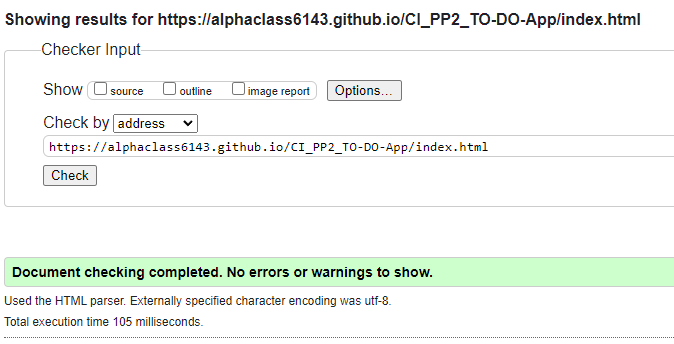 Showing results for https://alphaclass6143.github.io/CI_PP2_TO-DO-App/index.html
Checker Input
Show source outline image report Options...
Check by address
https://alphaclass6143.github.io/CI_PP2_TO-DO-App/index.html
Check
Document checking completed. No errors or warnings to show.
Used the HTML parser. Externally specified character encoding was utf-8.
Total execution time 105 milliseconds.